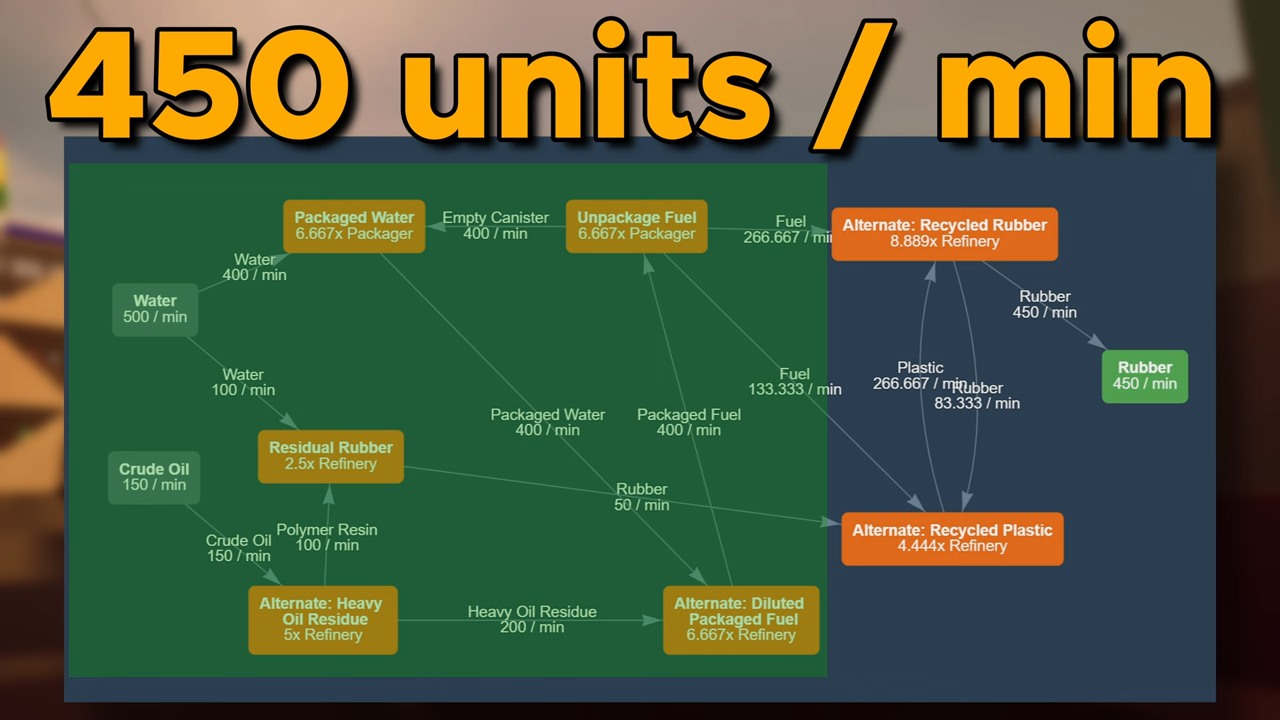 450 units / min
Packaged Water
6.667x Packager
Empty Canister
400 / min
Unpackage Fuel
6.667x Packager
Fuel
266.667 / min
Alternate: Recycled Rubber
8.889x Refinery
Water
400 / min
Water
500 / min
Rubber
450 / min
Rubber
450 / min
Water
100 / min
Fuel
133.333 / min
Plastic
266.667 / min
Rubber
83.333 / min
Packaged Water
400 / min
Packaged Fuel
400 / min
Residual Rubber
2.5x Refinery
Crude Oil
150 / min
Rubber
50 / min
Alternate: Recycled Plastic
4.444x Refinery
Polymer Resin
100 / min
Crude Oil
150 / min
Alternate: Heavy
Oil Residue
5x Refinery
Heavy Oil Residue
200 / min
Alternate: Diluted
Packaged Fuel
6.667x Refinery